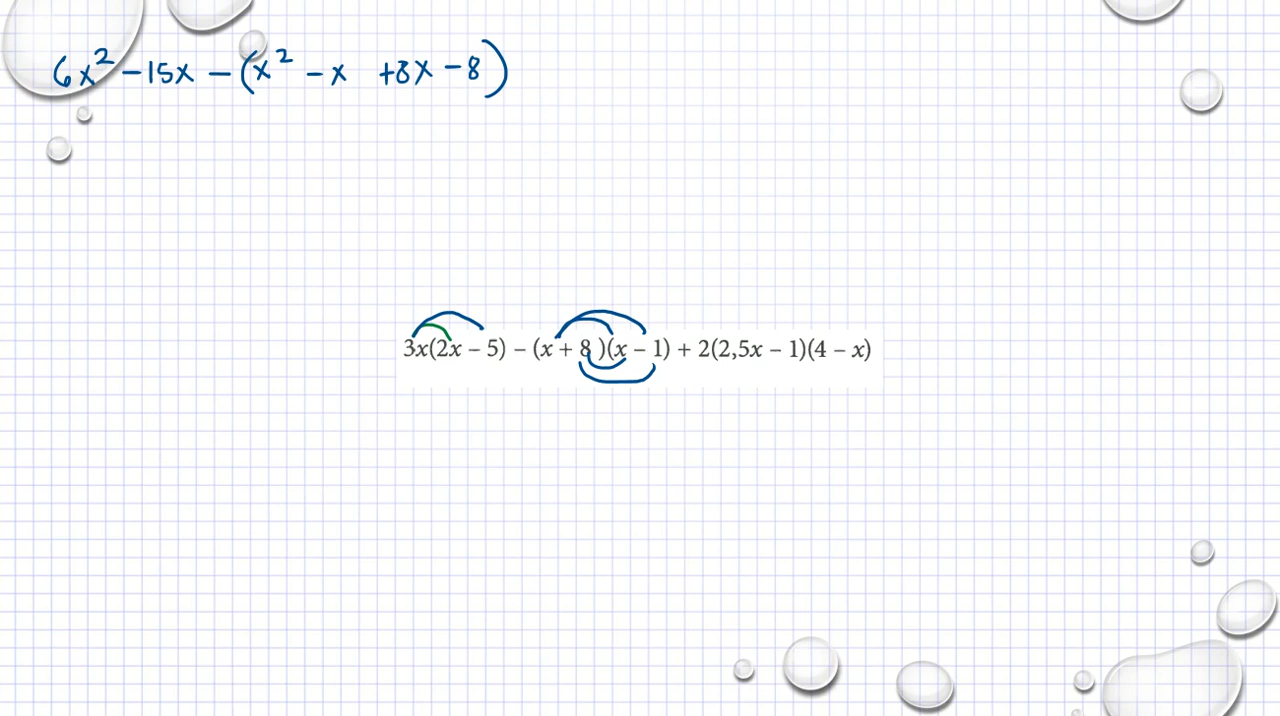 6x² - 15x - (x² - x + 8x - 8)
3x(2x − 5) − (x + 8 )(x − 1) + 2(2,5x − 1)(4 − x)